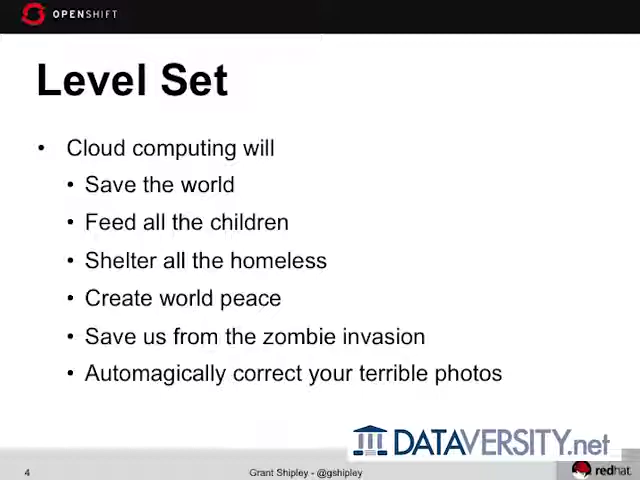 OPENSHIFT
Level Set
• Cloud computing will
• Save the world
• Feed all the children
• Shelter all the homeless
• Create world peace
• Save us from the zombie invasion
• Automagically correct your terrible photos
DATAVERSITY.net
4
Grant Shipley - @gshipley
redhat.